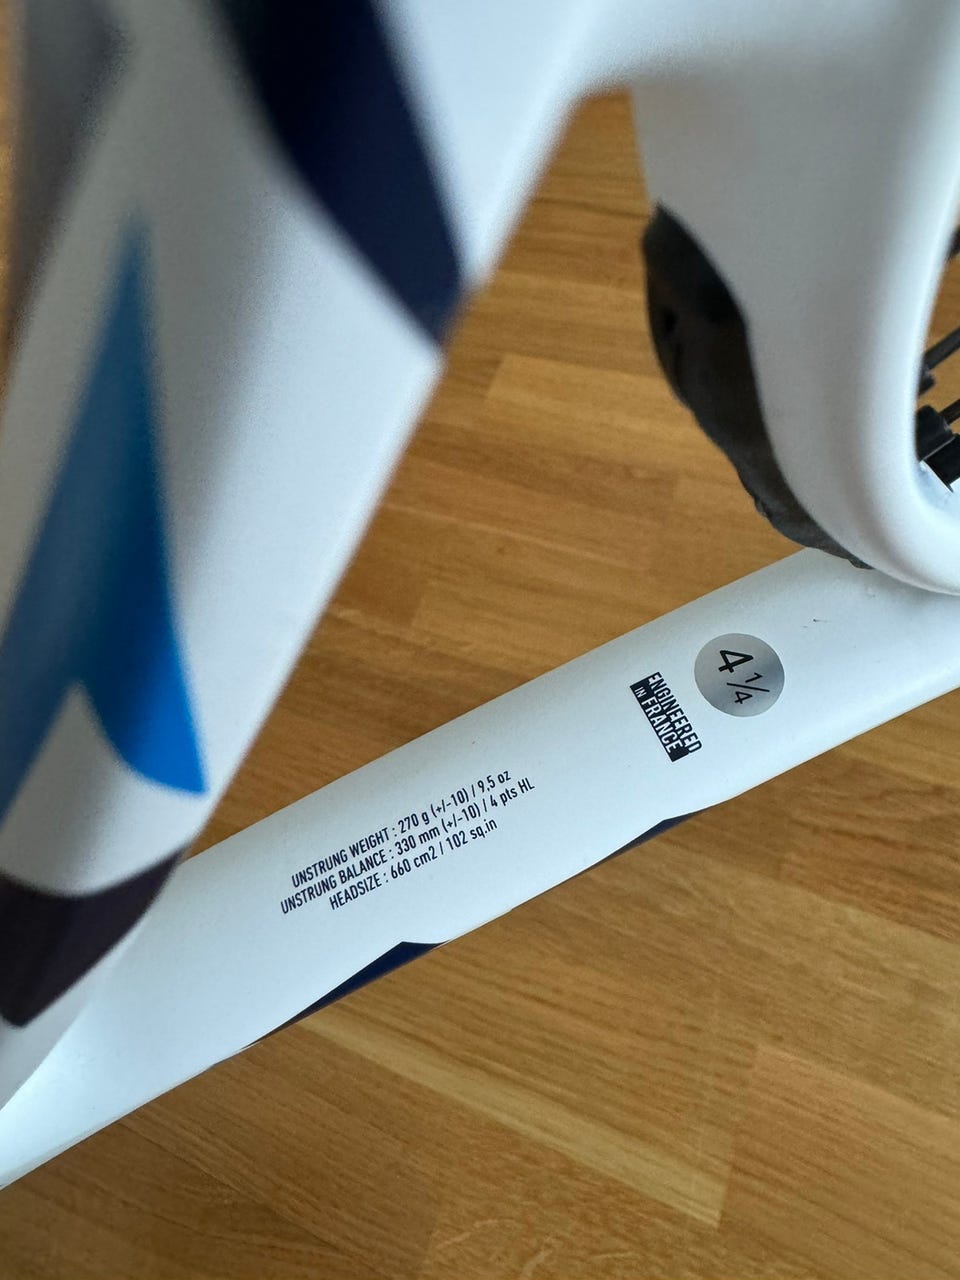 UNSTRUNG WEIGHT : 270 g (+/-10) / 9.5 oz
UNSTRUNG BALANCE : 330 mm (+/-10) / 4 pts HL
HEADSIZE : 660 cm2 / 102 sq.in
ENGINEERED
IN FRANCE
4 1/4